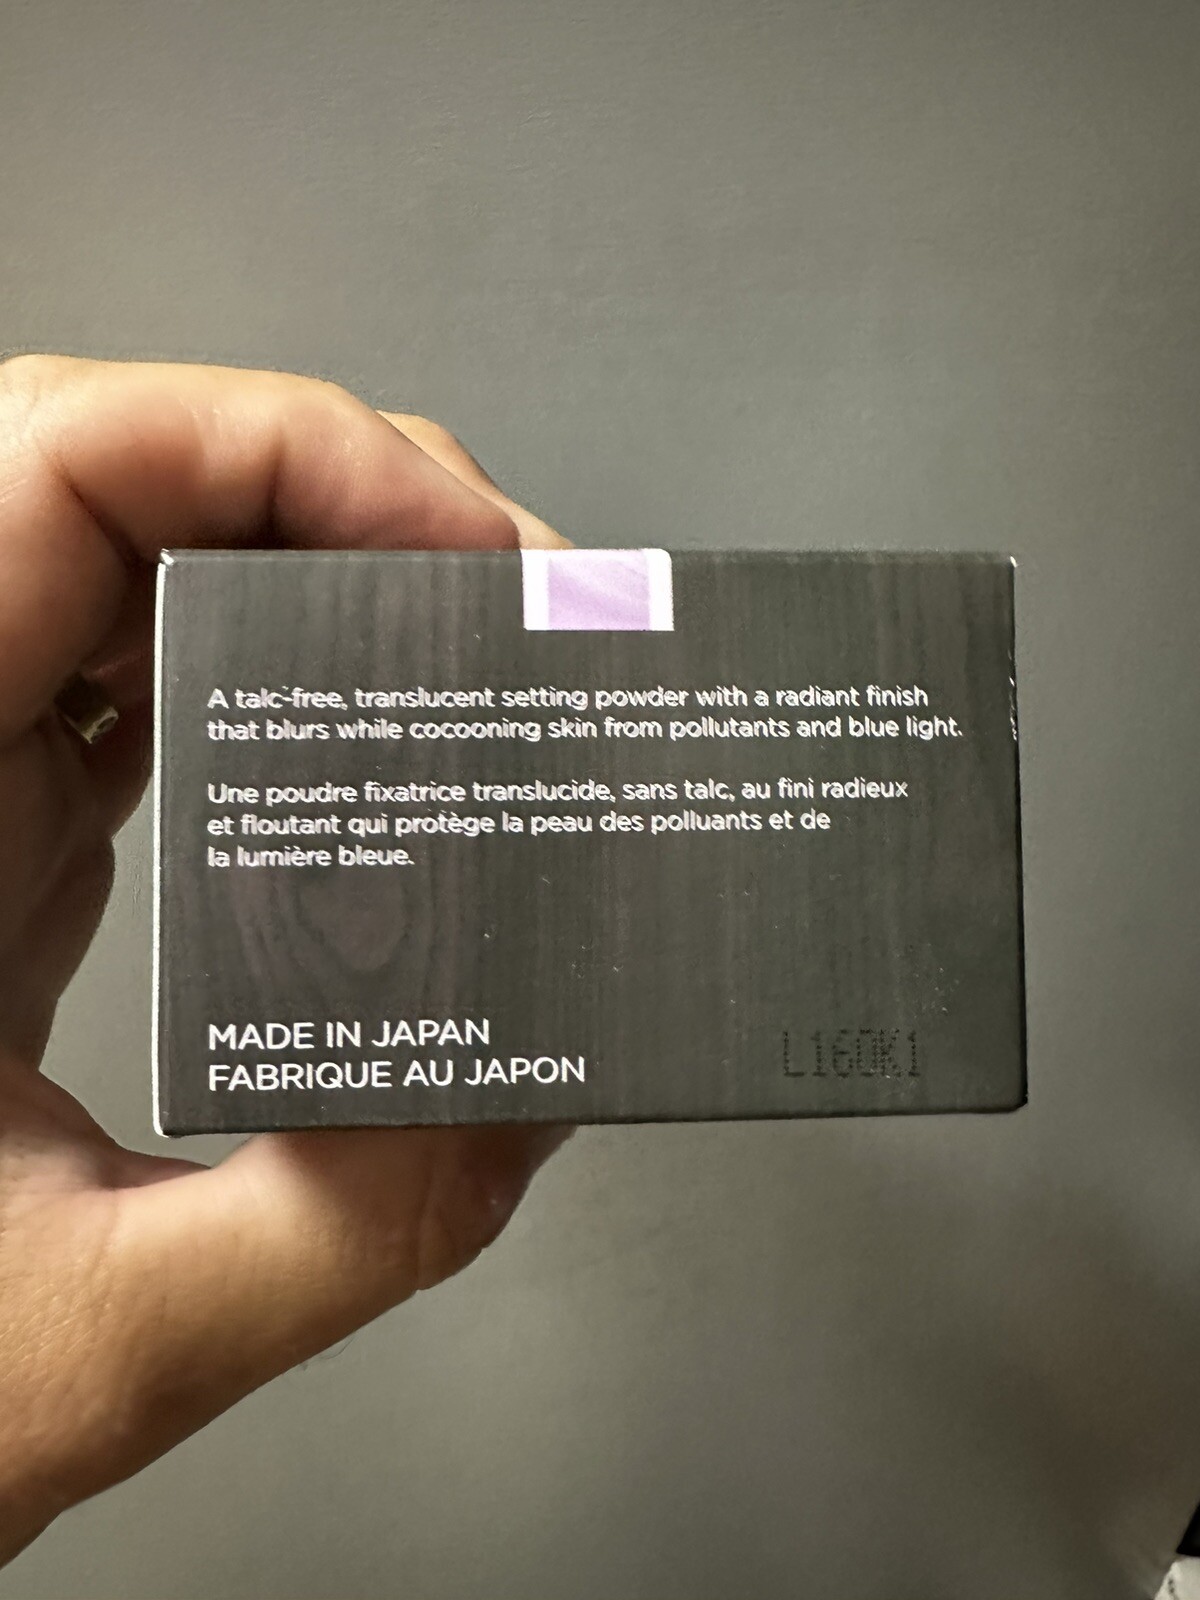 A talc-free, translucent setting powder with a radiant finish
that blurs while cocooning skin from pollutants and blue light.
Une poudre fixatrice translucide, sans talc, au fini radieux
et floutant qui protège la peau des polluants et de
la lumière bleue.
MADE IN JAPAN
FABRIQUE AU JAPON